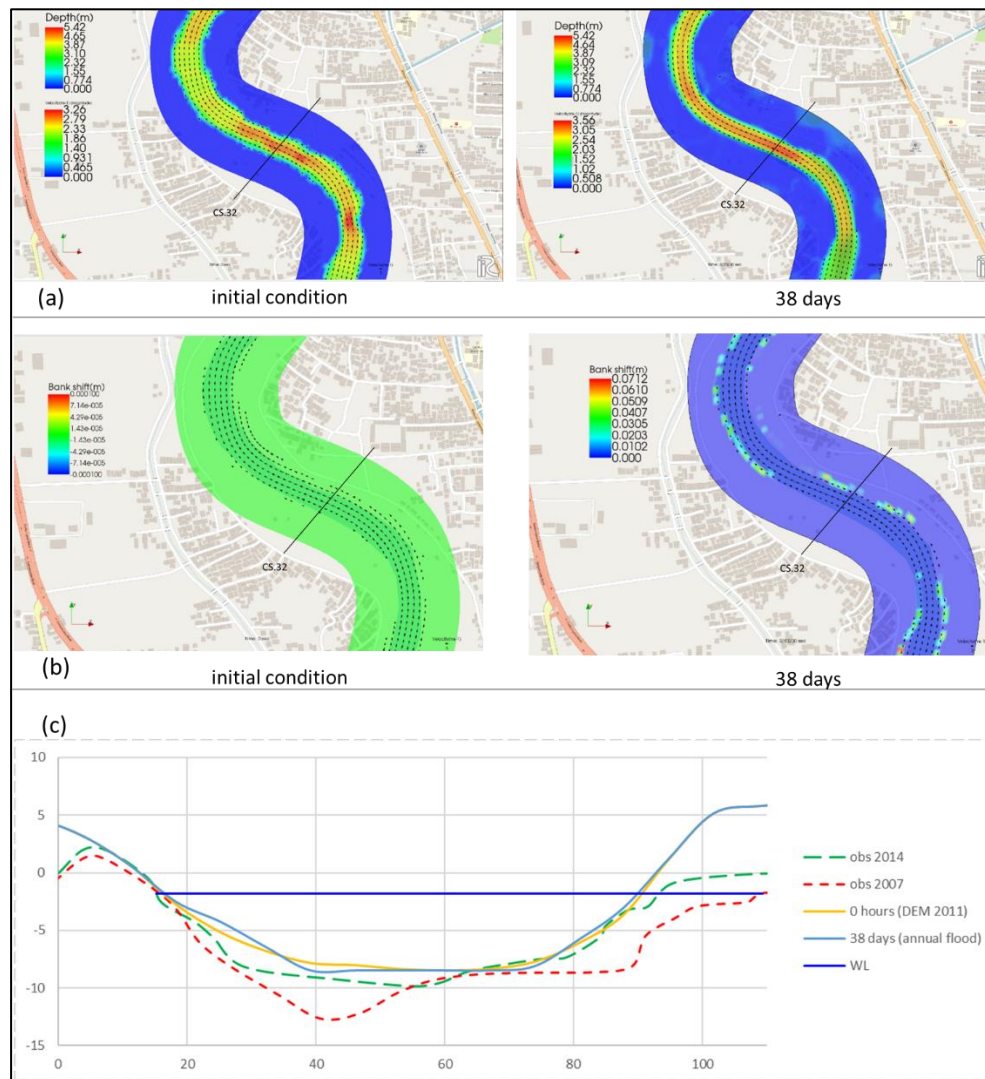 Depth(m)
5.42
4.65
3.87
3.10
2.32
1.55
0.774
0.000
3.26
2.79
2.33
1.86
1.40
0.931
0.465
0.000
CS.32
Depth(m)
5.42
4.64
3.87
3.09
2.32
1.55
0.774
0.000
3.56
3.05
2.54
2.03
1.52
1.02
0.508
0.000
CS.32
(a)
initial condition
38 days
Bank shift(m)
0.000100
7.14e-005
4.29e-005
1.43e-005
-1.43e-005
-4.29e-005
-7.14e-005
-0.000100
CS.32
Bank shift(m)
0.0712
0.0610
0.0509
0.0407
0.0305
0.0203
0.0102
0.000
CS.32
(b)
initial condition
38 days
(c)
10
5
0
-5
-10
-15
0
20
40
60
80
100
obs 2014
obs 2007
0 hours (DEM 2011)
38 days (annual flood)
WL